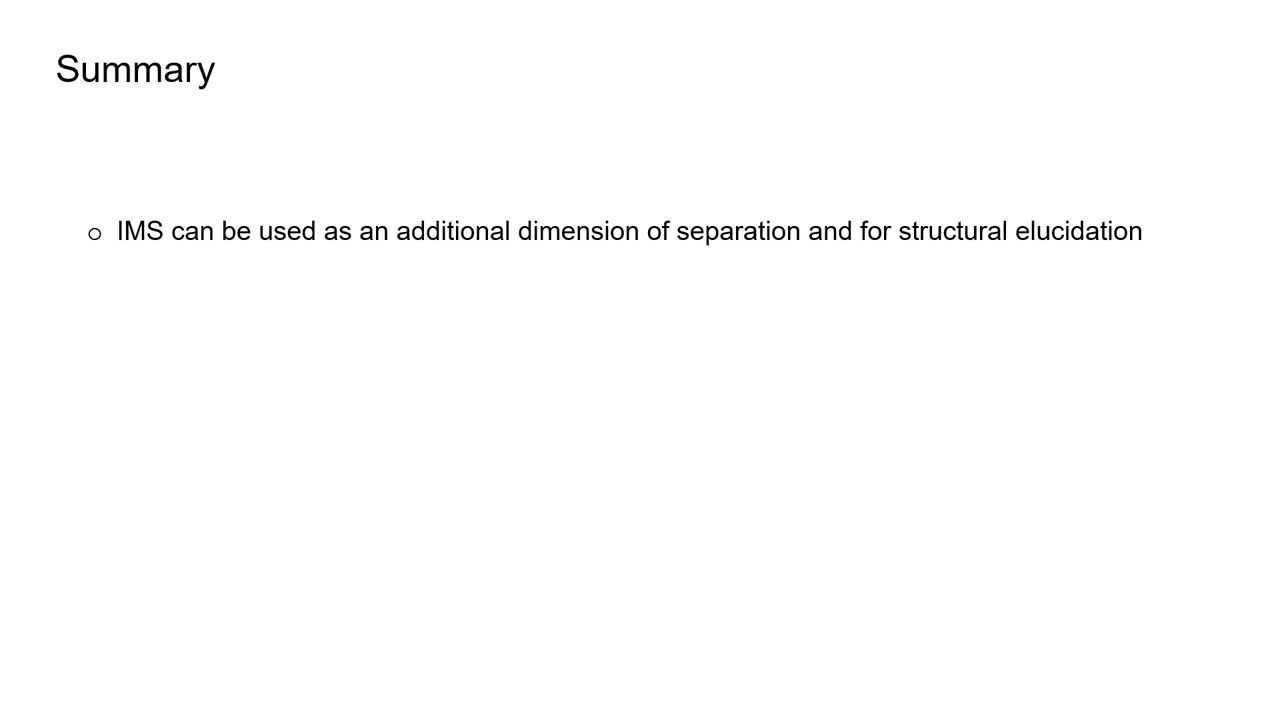 Summary
o IMS can be used as an additional dimension of separation and for structural elucidation